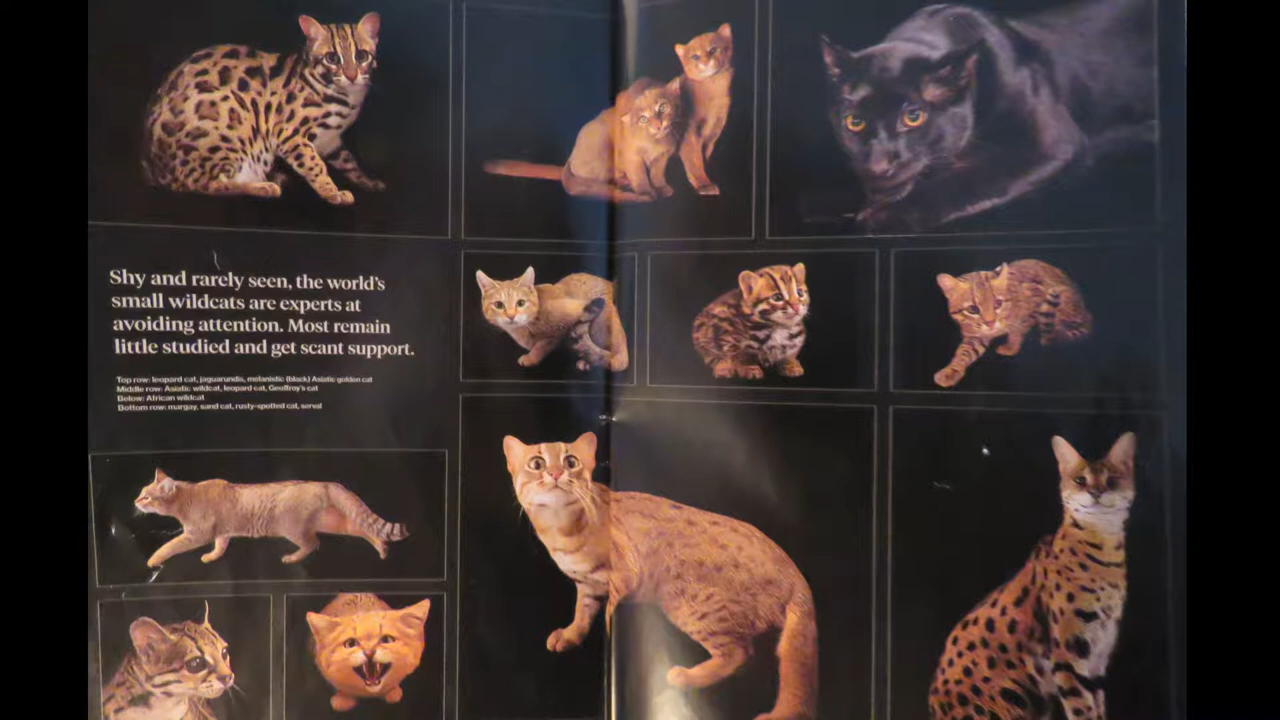 Shy and rarely seen, the world's
small wildcats are experts at
avoiding attention. Most remain
little studied and get scant support.
Top row: leopard cat, jaguarundis, melanistic (black) Asiatic golden cat
Middle row: Asiatic wildcat, leopard cat, Geoffroy's cat
Below: African wildcat
Bottom row: margay, sand cat, rusty-spotted cat, serval